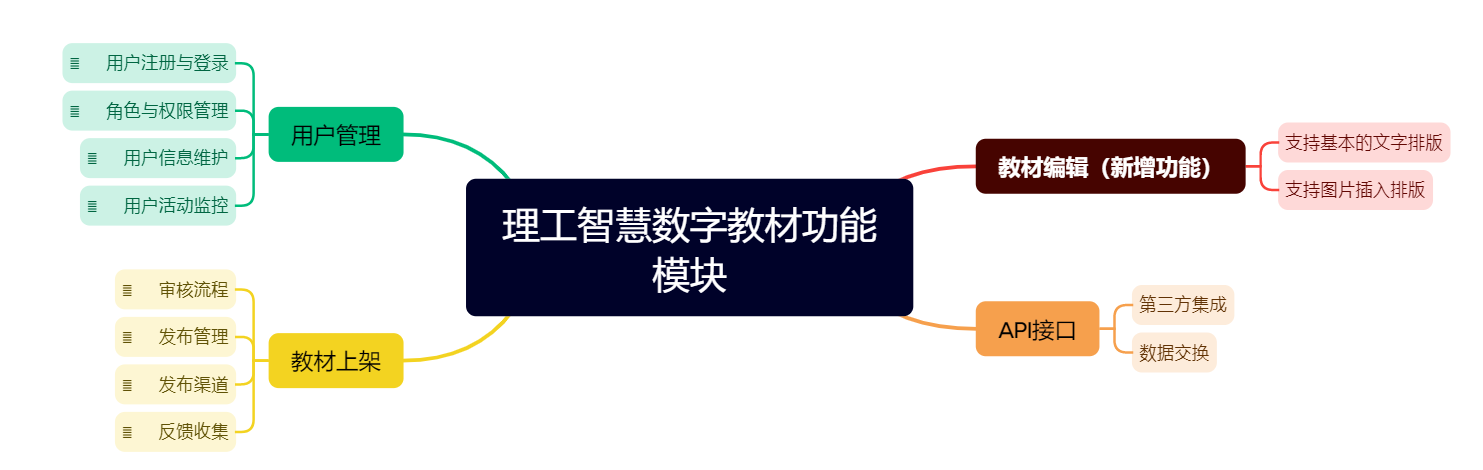 理工智慧数字教材功能
模块
用户管理
用户注册与登录
角色与权限管理
用户信息维护
用户活动监控
教材上架
审核流程
发布管理
发布渠道
反馈收集
教材编辑（新增功能）
支持基本的文字排版
支持图片插入排版
API接口
第三方集成
数据交换